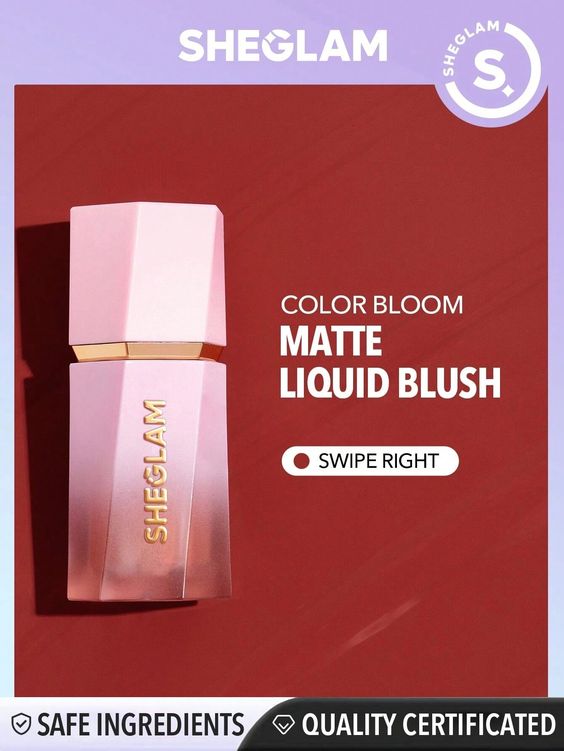 SHEGLAM
SHEGLAM
S
COLOR BLOOM
MATTE
LIQUID BLUSH
SWIPE RIGHT
SHEGLAM
SAFE INGREDIENTS
QUALITY CERTIFICATED